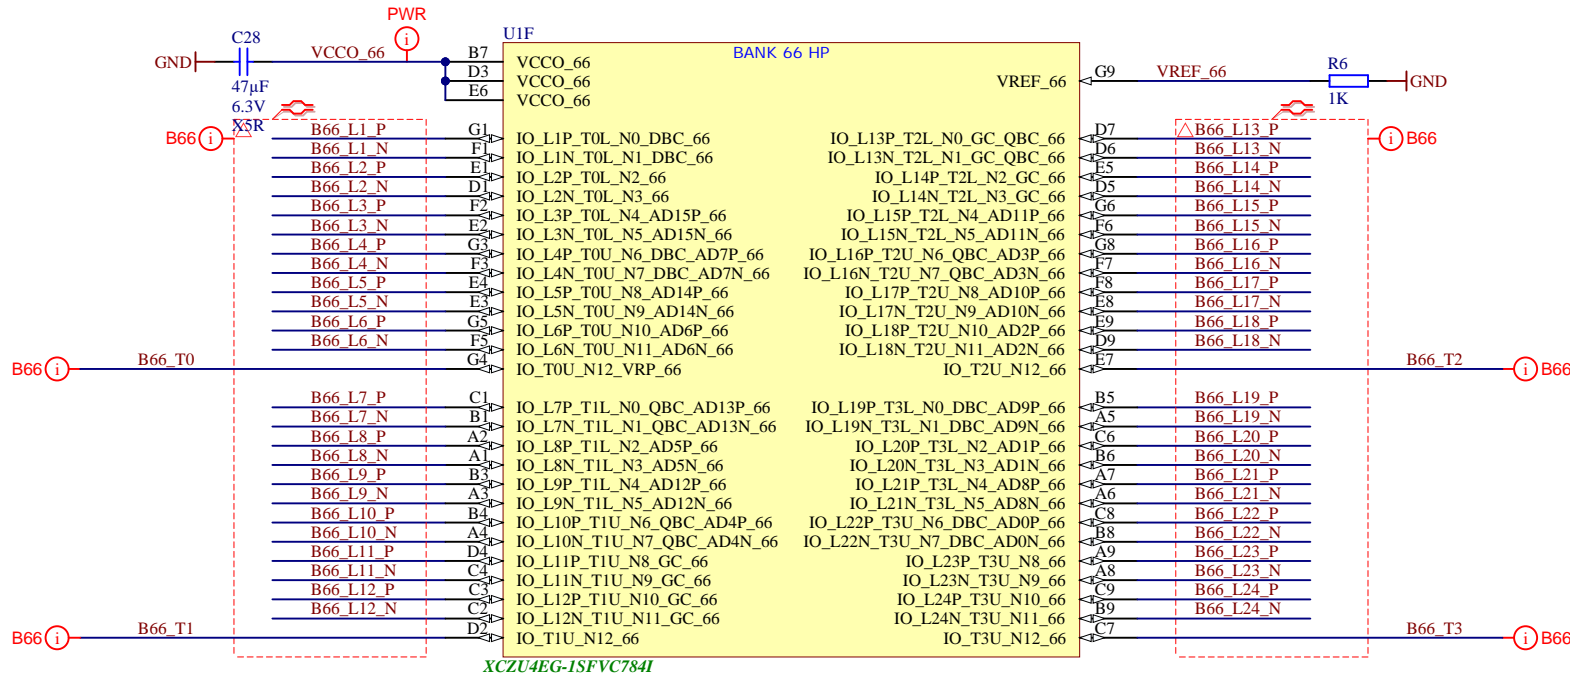 PWR
U1F
BANK 66 HP
GND
C28
47µF
6.3V
X5R
VCCO_66
B7 VCCO_66
D3 VCCO_66
E6 VCCO_66
VREF_66 G9 VREF_66
R6
1K
GND
B66 i
i B66
B66_L1_P G1 IO_L1P_T0L_N0_DBC_66
B66_L1_N F1 IO_L1N_T0L_N1_DBC_66
B66_L2_P E1 IO_L2P_T0L_N2_66
B66_L2_N D1 IO_L2N_T0L_N3_66
B66_L3_P F2 IO_L3P_T0L_N4_AD15P_66
B66_L3_N E2 IO_L3N_T0L_N5_AD15N_66
B66_L4_P G3 IO_L4P_T0U_N6_DBC_AD7P_66
B66_L4_N F3 IO_L4N_T0U_N7_DBC_AD7N_66
B66_L5_P E4 IO_L5P_T0U_N8_AD14P_66
B66_L5_N E3 IO_L5N_T0U_N9_AD14N_66
B66_L6_P G5 IO_L6P_T0U_N10_AD6P_66
B66_L6_N F5 IO_L6N_T0U_N11_AD6N_66
B66 i B66_T0 G4 IO_T0U_N12_VRP_66
B66_L7_P C1 IO_L7P_T1L_N0_QBC_AD13P_66
B66_L7_N B1 IO_L7N_T1L_N1_QBC_AD13N_66
B66_L8_P A2 IO_L8P_T1L_N2_AD5P_66
B66_L8_N A1 IO_L8N_T1L_N3_AD5N_66
B66_L9_P B3 IO_L9P_T1L_N4_AD12P_66
B66_L9_N A3 IO_L9N_T1L_N5_AD12N_66
B66_L10_P B4 IO_L10P_T1U_N6_QBC_AD4P_66
B66_L10_N A4 IO_L10N_T1U_N7_QBC_AD4N_66
B66_L11_P D4 IO_L11P_T1U_N8_GC_66
B66_L11_N C4 IO_L11N_T1U_N9_GC_66
B66_L12_P C3 IO_L12P_T1U_N10_GC_66
B66_L12_N C2 IO_L12N_T1U_N11_GC_66
B66 i B66_T1 D2 IO_T1U_N12_66
IO_L13P_T2L_N0_GC_QBC_66 D7 B66_L13_P
IO_L13N_T2L_N1_GC_QBC_66 D6 B66_L13_N
IO_L14P_T2L_N2_GC_66 E5 B66_L14_P
IO_L14N_T2L_N3_GC_66 D5 B66_L14_N
IO_L15P_T2L_N4_AD11P_66 G6 B66_L15_P
IO_L15N_T2L_N5_AD11N_66 F6 B66_L15_N
IO_L16P_T2U_N6_QBC_AD3P_66 G8 B66_L16_P
IO_L16N_T2U_N7_QBC_AD3N_66 F7 B66_L16_N
IO_L17P_T2U_N8_AD10P_66 F8 B66_L17_P
IO_L17N_T2U_N9_AD10N_66 E8 B66_L17_N
IO_L18P_T2U_N10_AD2P_66 E9 B66_L18_P
IO_L18N_T2U_N11_AD2N_66 D9 B66_L18_N
IO_T2U_N12_66 E7 B66_T2 i B66
IO_L19P_T3L_N0_DBC_AD9P_66 B5 B66_L19_P
IO_L19N_T3L_N1_DBC_AD9N_66 A5 B66_L19_N
IO_L20P_T3L_N2_AD1P_66 C6 B66_L20_P
IO_L20N_T3L_N3_AD1N_66 B6 B66_L20_N
IO_L21P_T3L_N4_AD8P_66 A7 B66_L21_P
IO_L21N_T3L_N5_AD8N_66 A6 B66_L21_N
IO_L22P_T3U_N6_DBC_AD0P_66 C8 B66_L22_P
IO_L22N_T3U_N7_DBC_AD0N_66 B8 B66_L22_N
IO_L23P_T3U_N8_66 A9 B66_L23_P
IO_L23N_T3U_N9_66 A8 B66_L23_N
IO_L24P_T3U_N10_66 C9 B66_L24_P
IO_L24N_T3U_N11_66 B9 B66_L24_N
IO_T3U_N12_66 C7 B66_T3 i B66
XCZU4EG-1SFVC784I